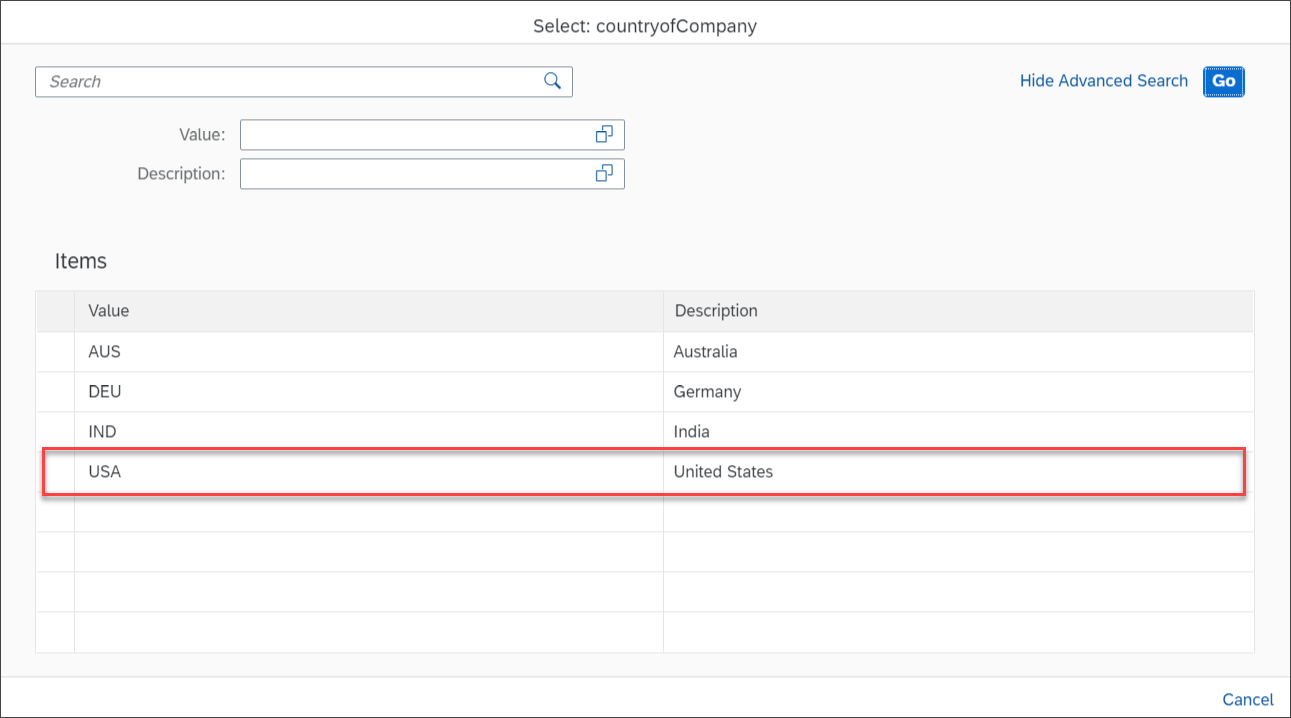 Select: countryofCompany
Search
Hide Advanced Search Go
Value:
Description:
Items
Value Description
AUS Australia
DEU Germany
IND India
USA United States
Cancel